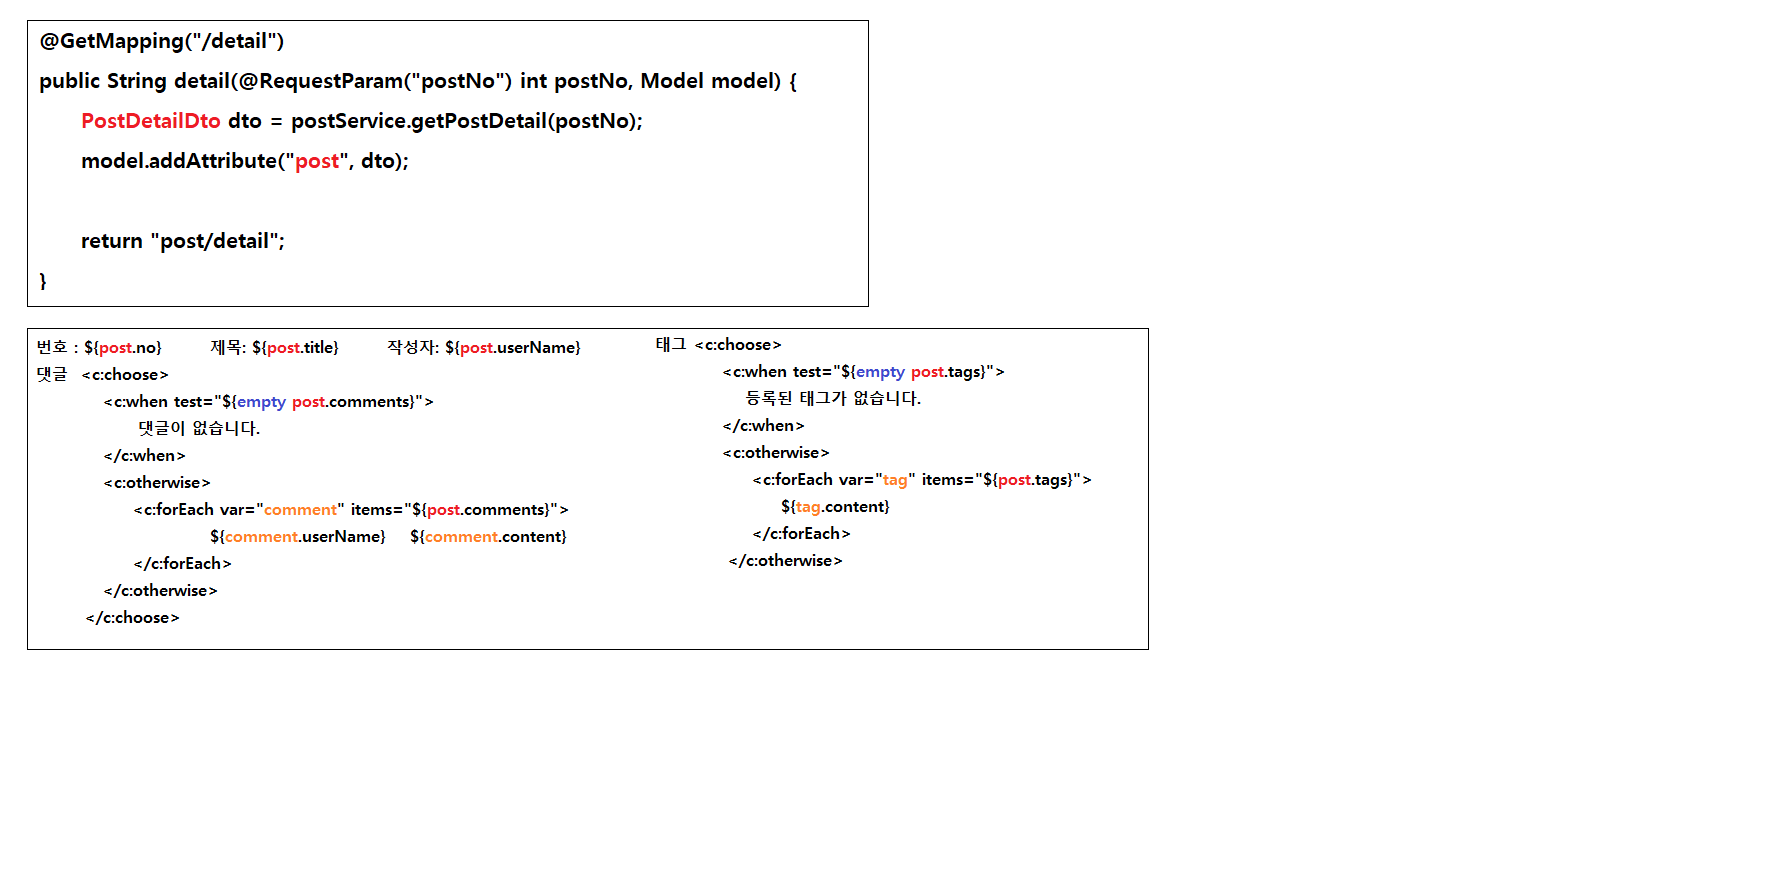 @GetMapping("/detail")
public String detail(@RequestParam("postNo") int postNo, Model model) {
PostDetailDto dto = postService.getPostDetail(postNo);
model.addAttribute("post", dto);
return "post/detail";
}
번호 : ${post.no} 제목: ${post.title} 작성자: ${post.userName}
댓글 <c:choose>
<c:when test="${empty post.comments}">
댓글이 없습니다.
</c:when>
<c:otherwise>
<c:forEach var="comment" items="${post.comments}">
${comment.userName} ${comment.content}
</c:forEach>
</c:otherwise>
</c:choose>
태그 <c:choose>
<c:when test="${empty post.tags}">
등록된 태그가 없습니다.
</c:when>
<c:otherwise>
<c:forEach var="tag" items="${post.tags}">
${tag.content}
</c:forEach>
</c:otherwise>